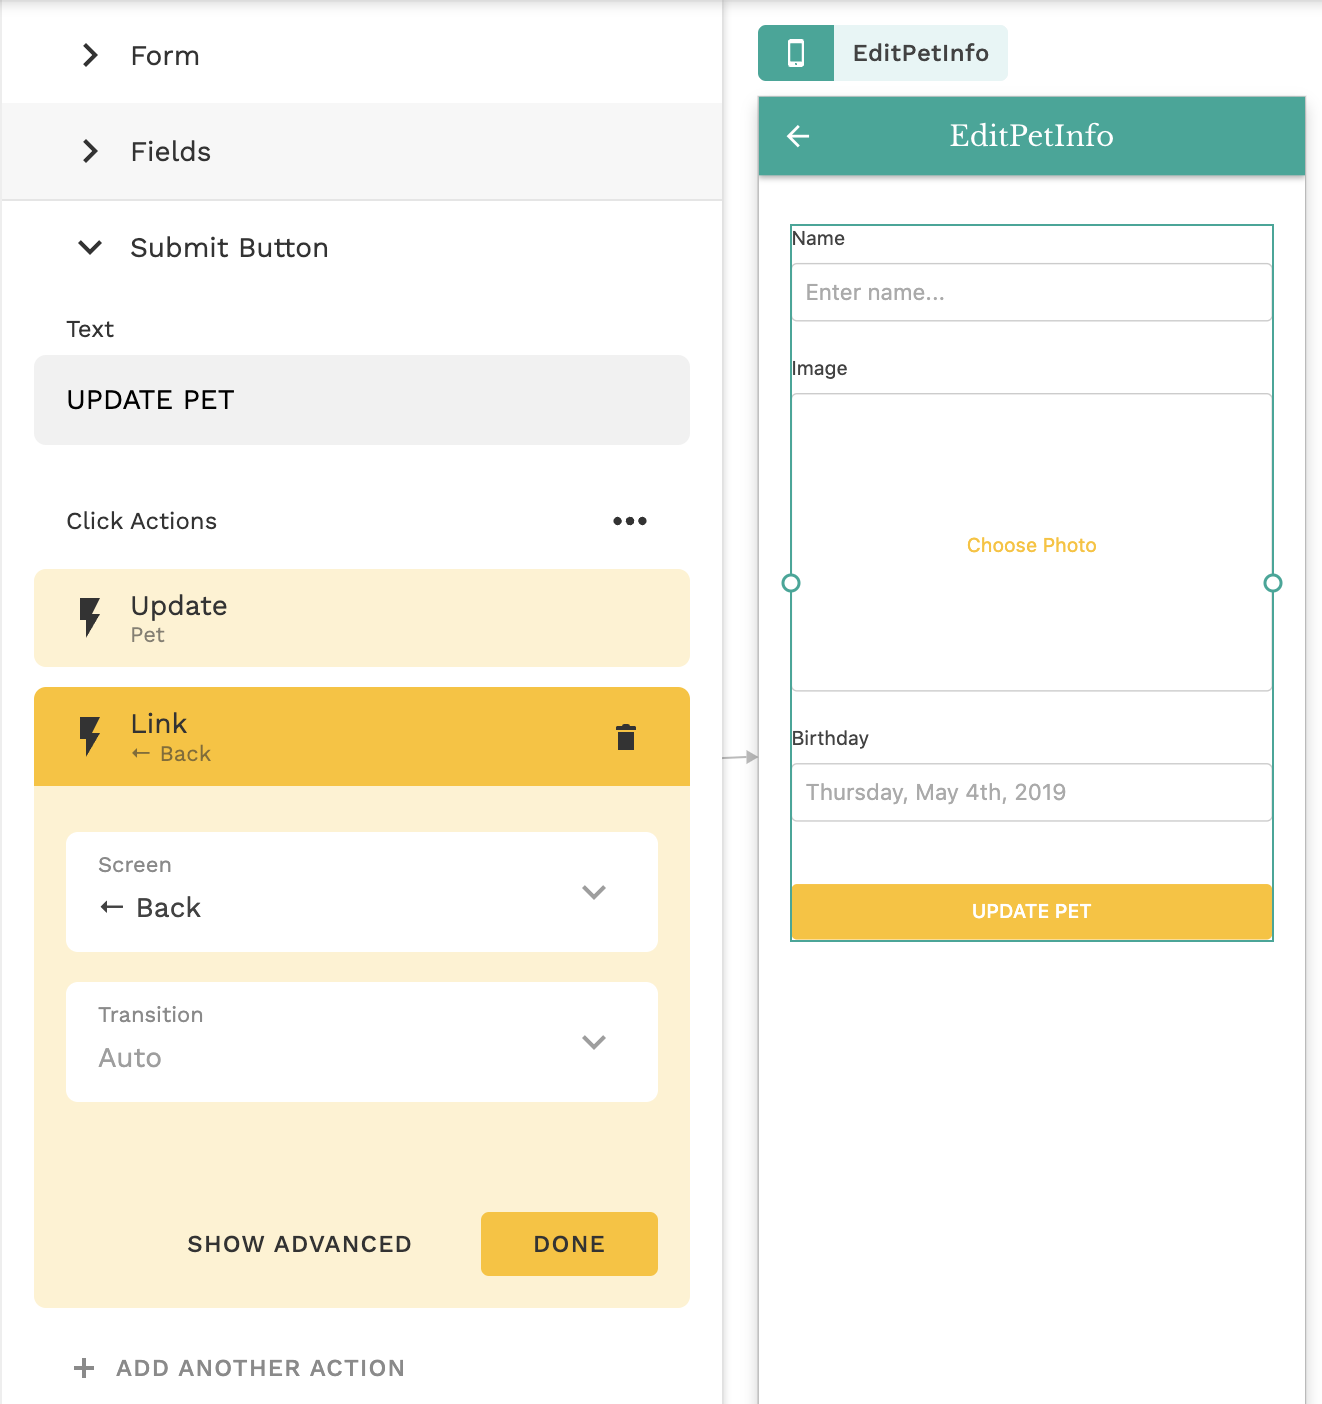 Form
Fields
Submit Button
Text
UPDATE PET
Click Actions
Update
Pet
Link
← Back
Screen
← Back
Transition
Auto
SHOW ADVANCED
DONE
+ ADD ANOTHER ACTION
EditPetInfo
EditPetInfo
Name
Enter name...
Image
Choose Photo
Birthday
Thursday, May 4th, 2019
UPDATE PET